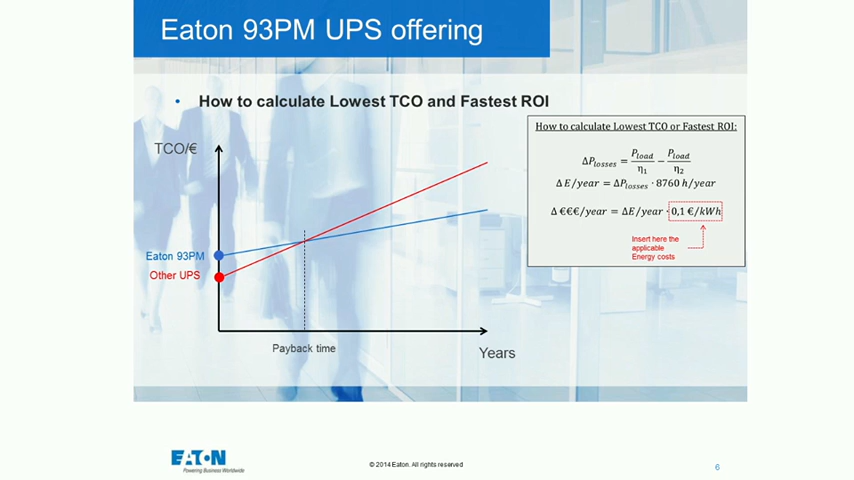 Eaton 93PM UPS offering
• How to calculate Lowest TCO and Fastest ROI
TCO/€
Eaton 93PM
Other UPS
Payback time
Years
How to calculate Lowest TCO or Fastest ROI:
ΔP_losses = P_load/η₁ − P_load/η₂
Δ E/year = ΔP_losses · 8760 h/year
Δ €€€/year = ΔE/year · 0,1 €/kWh
Insert here the
applicable
Energy costs
EATON
Powering Business Worldwide
© 2014 Eaton. All rights reserved
6